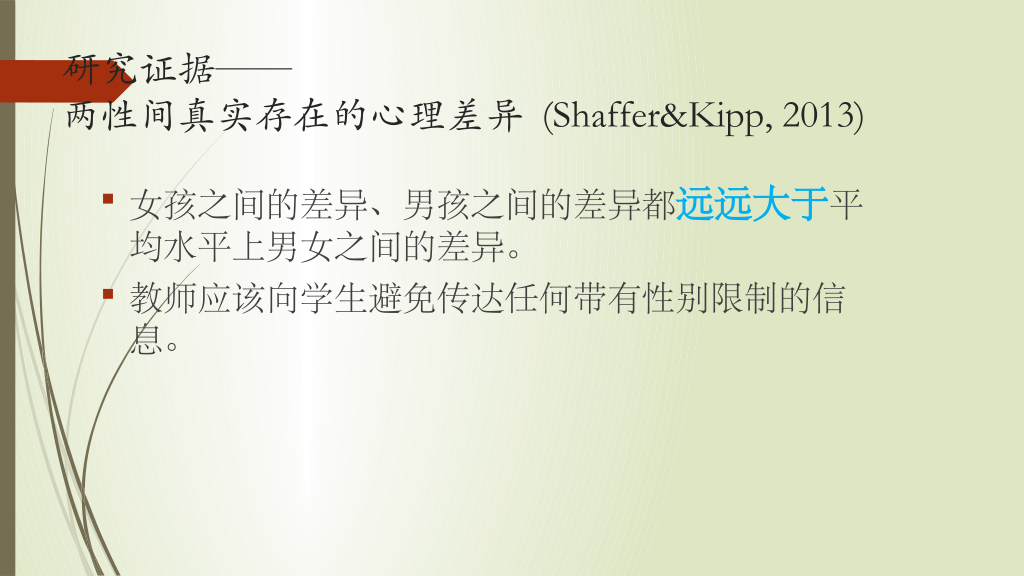 研究证据——
两性间真实存在的心理差异 (Shaffer&Kipp, 2013)
女孩之间的差异、男孩之间的差异都远远大于平
均水平上男女之间的差异。
教师应该向学生避免传达任何带有性别限制的信
息。